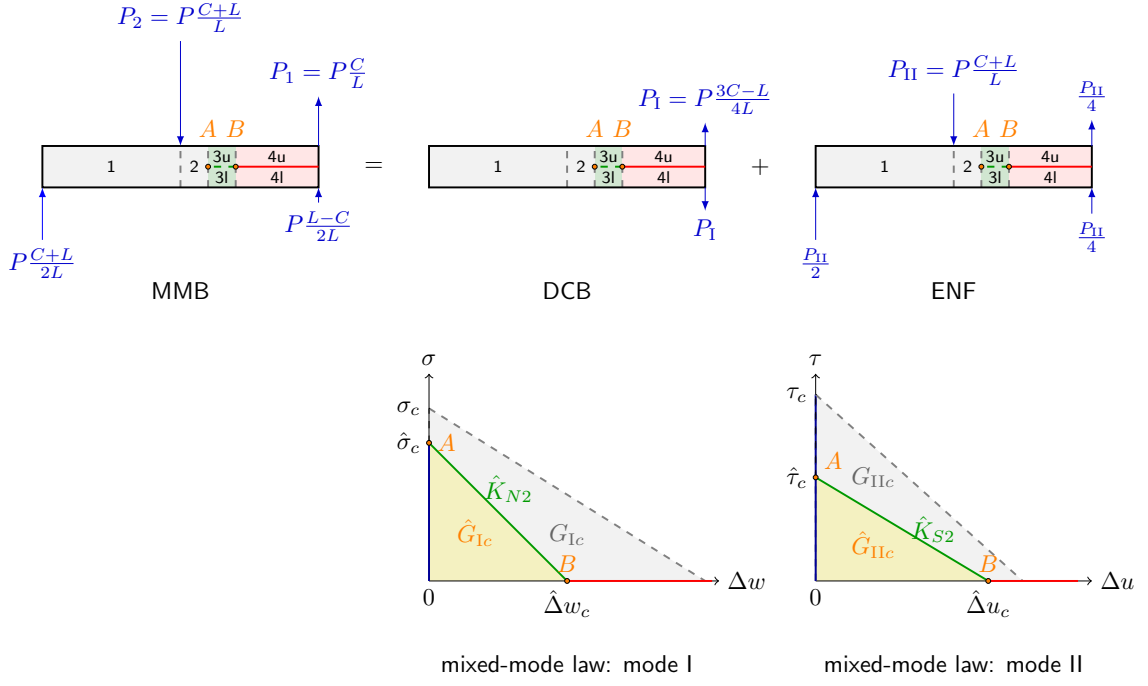 P₂ = P (C+L)/L
P₁ = P C/L
A B
1
2
3u
3l
4u
4l
P (C+L)/2L
P (L−C)/2L
MMB
=
P_I = P (3C−L)/4L
A B
1
2
3u
3l
4u
4l
P_I
DCB
+
P_II = P (C+L)/L
P_II/4
A B
1
2
3u
3l
4u
4l
P_II/2
P_II/4
ENF
σ
σ_c
σ̂_c
A
K̂_N2
Ĝ_Ic
G_Ic
B
0
Δ̂w_c
Δw
mixed-mode law: mode I
τ
τ_c
τ̂_c
A
G_IIc
K̂_S2
Ĝ_IIc
B
0
Δ̂u_c
Δu
mixed-mode law: mode II